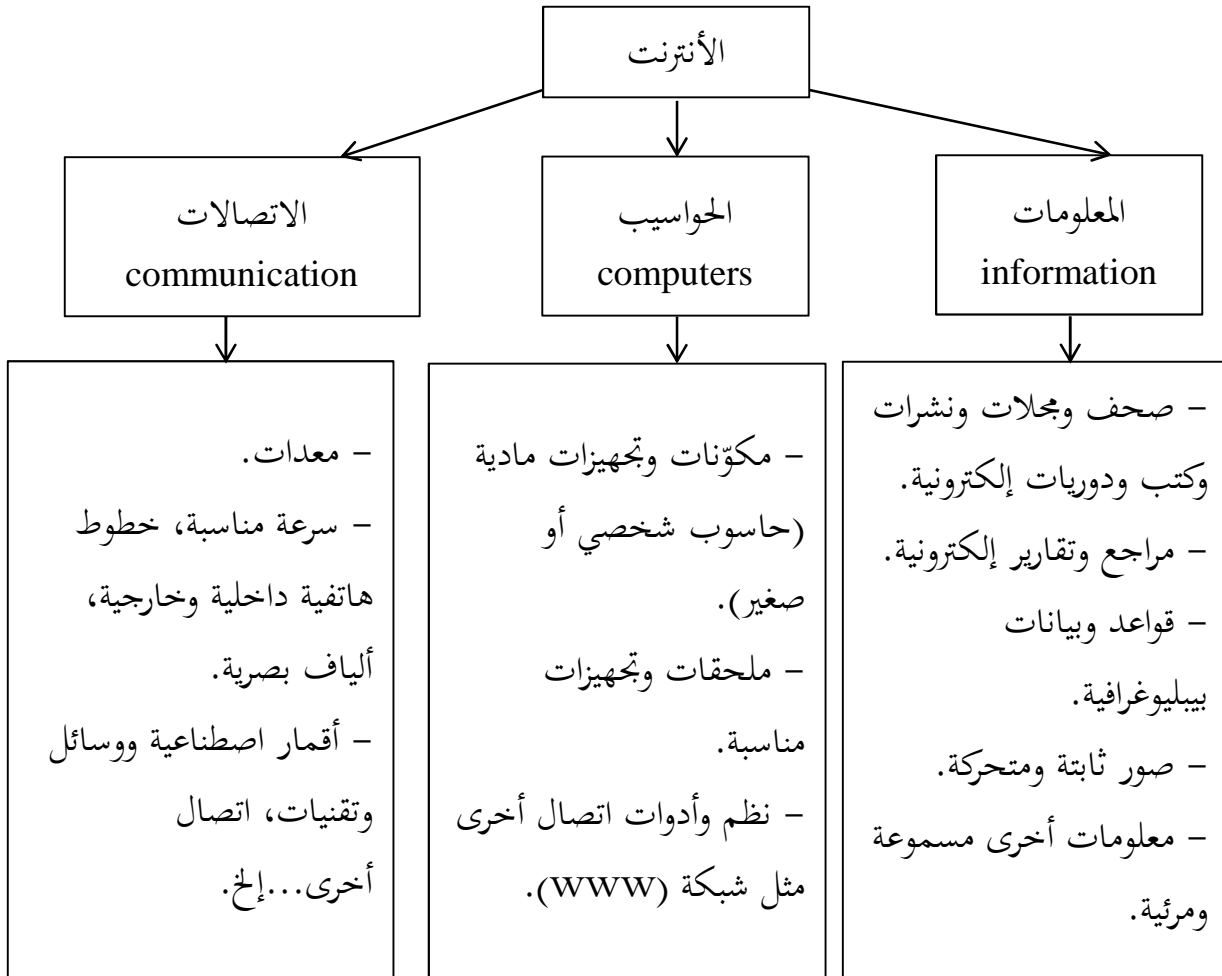 الأنترنت
المعلومات
information
الحواسيب
computers
الاتصالات
communication
– صحف ومجلات ونشرات
وكتب ودوريات إلكترونية.
– مراجع وتقارير إلكترونية.
– قواعد وبيانات
بيبليوغرافية.
– صور ثابتة ومتحركة.
– معلومات أخرى مسموعة
ومرئية.
– مكوّنات وتجهيزات مادية
(حاسوب شخصي أو
صغير).
– ملحقات وتجهيزات
مناسبة.
– نظم وأدوات اتصال أخرى
مثل شبكة (WWW).
– معدات.
– سرعة مناسبة، خطوط
هاتفية داخلية وخارجية،
ألياف بصرية.
– أقمار اصطناعية ووسائل
وتقنيات، اتصال
أخرى...إلخ.